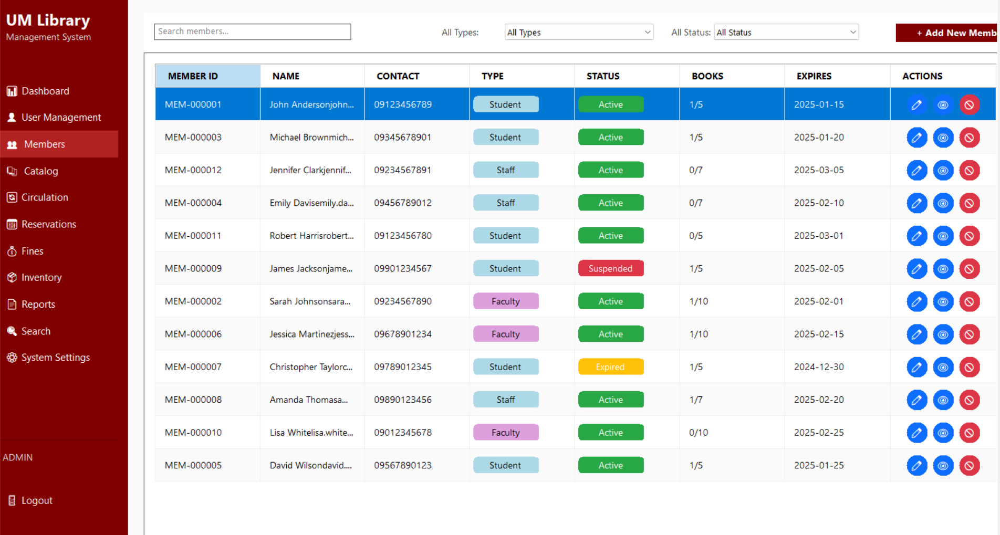 UM Library
Management System
Dashboard
User Management
Members
Catalog
Circulation
Reservations
Fines
Inventory
Reports
Search
System Settings
ADMIN
Logout
Search members...
All Types: All Types All Status: All Status + Add New Memb
MEMBER ID NAME CONTACT TYPE STATUS BOOKS EXPIRES ACTIONS
MEM-000001 John Andersonjohn... 09123456789 Student Active 1/5 2025-01-15
MEM-000003 Michael Brownmich... 09345678901 Student Active 1/5 2025-01-20
MEM-000012 Jennifer Clarkjennif... 09234567891 Staff Active 0/7 2025-03-05
MEM-000004 Emily Davisemily.da... 09456789012 Staff Active 0/7 2025-02-10
MEM-000011 Robert Harrisrobert... 09123456780 Student Active 0/5 2025-03-01
MEM-000009 James Jacksonjame... 09901234567 Student Suspended 1/5 2025-02-05
MEM-000002 Sarah Johnsonsara... 09234567890 Faculty Active 1/10 2025-02-01
MEM-000006 Jessica Martinezjess... 09678901234 Faculty Active 1/10 2025-02-15
MEM-000007 Christopher Taylorc... 09789012345 Student Expired 1/5 2024-12-30
MEM-000008 Amanda Thomasa... 09890123456 Staff Active 1/7 2025-02-20
MEM-000010 Lisa Whitelisa.white... 09012345678 Faculty Active 0/10 2025-02-25
MEM-000005 David Wilsondavid.... 09567890123 Student Active 1/5 2025-01-25